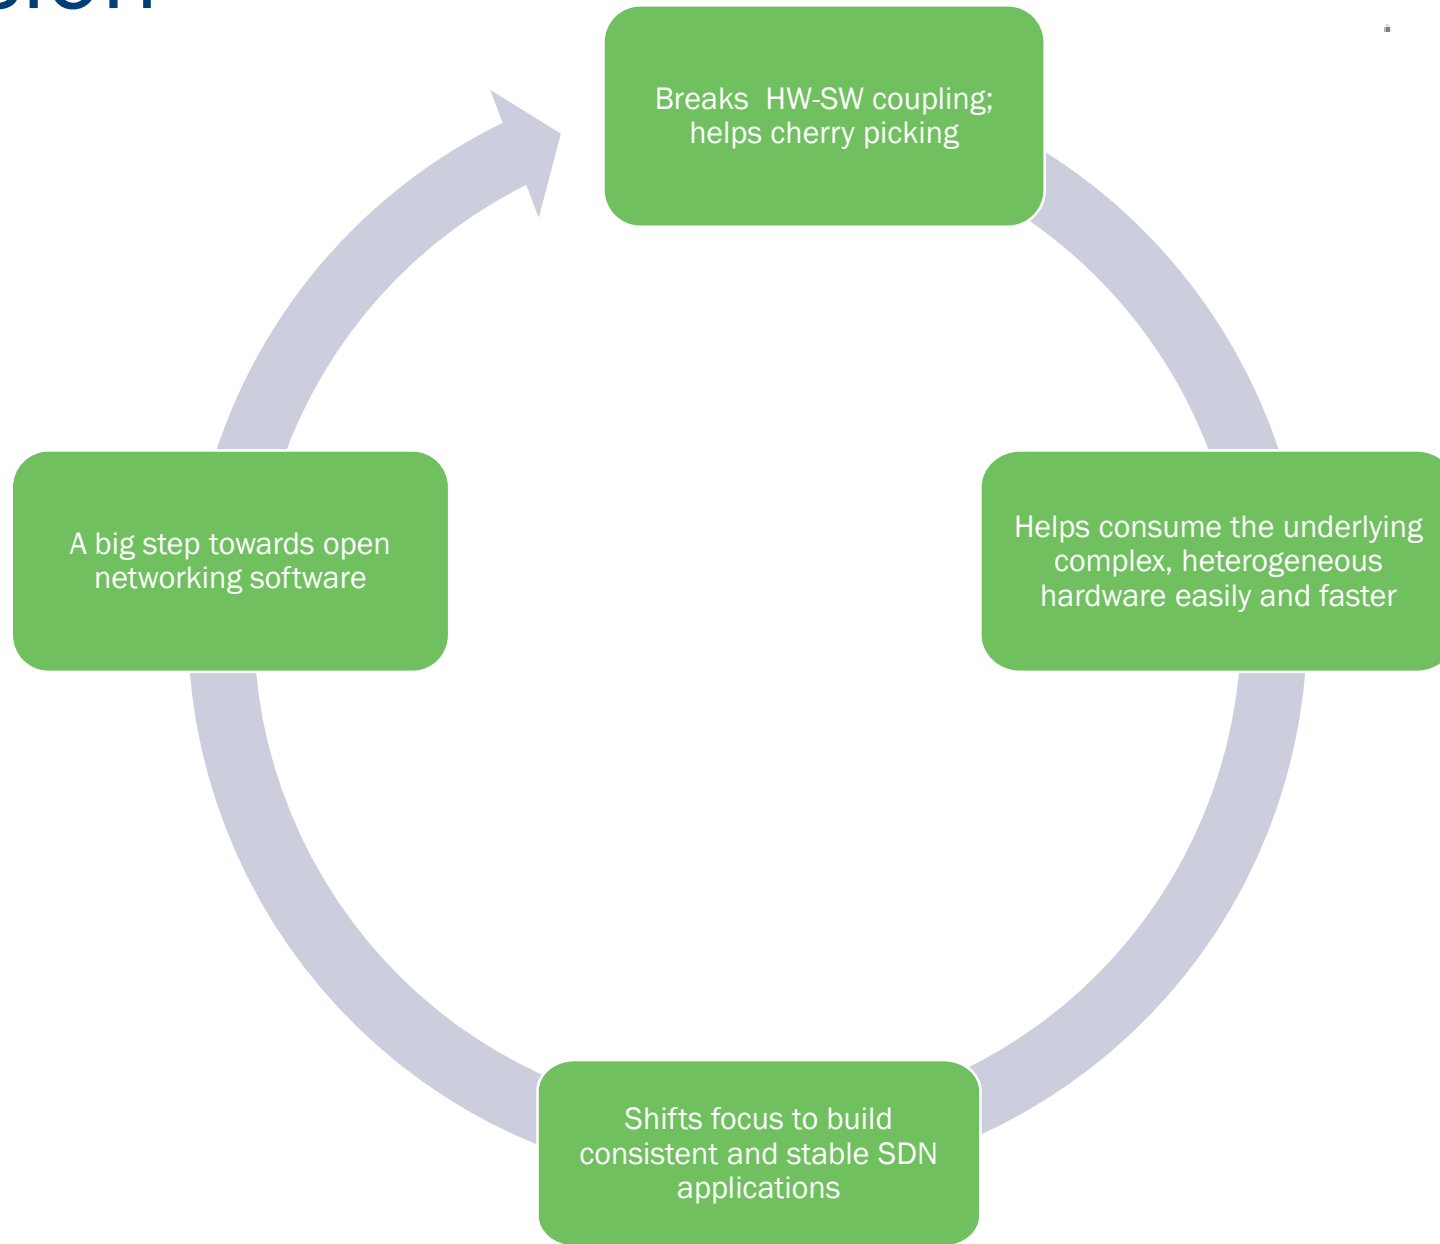 Breaks  HW-SW coupling;
helps cherry picking
Helps consume the underlying
complex, heterogeneous
hardware easily and faster
Shifts focus to build
consistent and stable SDN
applications
A big step towards open
networking software